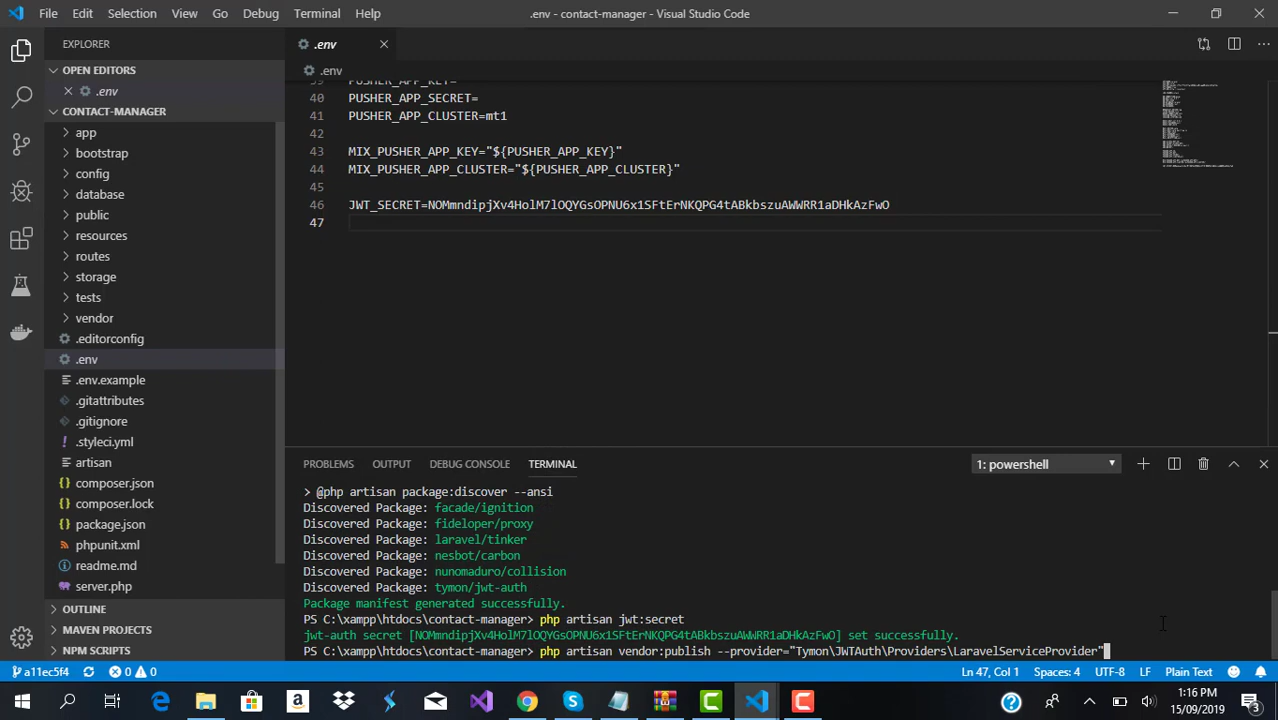 File Edit Selection View Go Debug Terminal Help .env - contact-manager - Visual Studio Code
EXPLORER
OPEN EDITORS
.env
CONTACT-MANAGER
app
bootstrap
config
database
public
resources
routes
storage
tests
vendor
.editorconfig
.env
.env.example
.gitattributes
.gitignore
.styleci.yml
artisan
composer.json
composer.lock
package.json
phpunit.xml
readme.md
server.php
OUTLINE
MAVEN PROJECTS
NPM SCRIPTS
.env
.env
39 PUSHER_APP_KEY=
40 PUSHER_APP_SECRET=
41 PUSHER_APP_CLUSTER=mt1
42
43 MIX_PUSHER_APP_KEY="${PUSHER_APP_KEY}"
44 MIX_PUSHER_APP_CLUSTER="${PUSHER_APP_CLUSTER}"
45
46 JWT_SECRET=NOMmndipjXv4HolM7lOQYGsOPNU6x1SFtErNKQPG4tABkbszuAWWRR1aDHkAzFwO
47
PROBLEMS OUTPUT DEBUG CONSOLE TERMINAL 1: powershell
> @php artisan package:discover --ansi
Discovered Package: facade/ignition
Discovered Package: fideloper/proxy
Discovered Package: laravel/tinker
Discovered Package: nesbot/carbon
Discovered Package: nunomaduro/collision
Discovered Package: tymon/jwt-auth
Package manifest generated successfully.
PS C:\xampp\htdocs\contact-manager> php artisan jwt:secret
jwt-auth secret [NOMmndipjXv4HolM7lOQYGsOPNU6x1SFtErNKQPG4tABkbszuAWWRR1aDHkAzFwO] set successfully.
PS C:\xampp\htdocs\contact-manager> php artisan vendor:publish --provider="Tymon\JWTAuth\Providers\LaravelServiceProvider"
a11ec5f4 0 0 Ln 47, Col 1 Spaces: 4 UTF-8 LF Plain Text
1:16 PM
15/09/2019
3